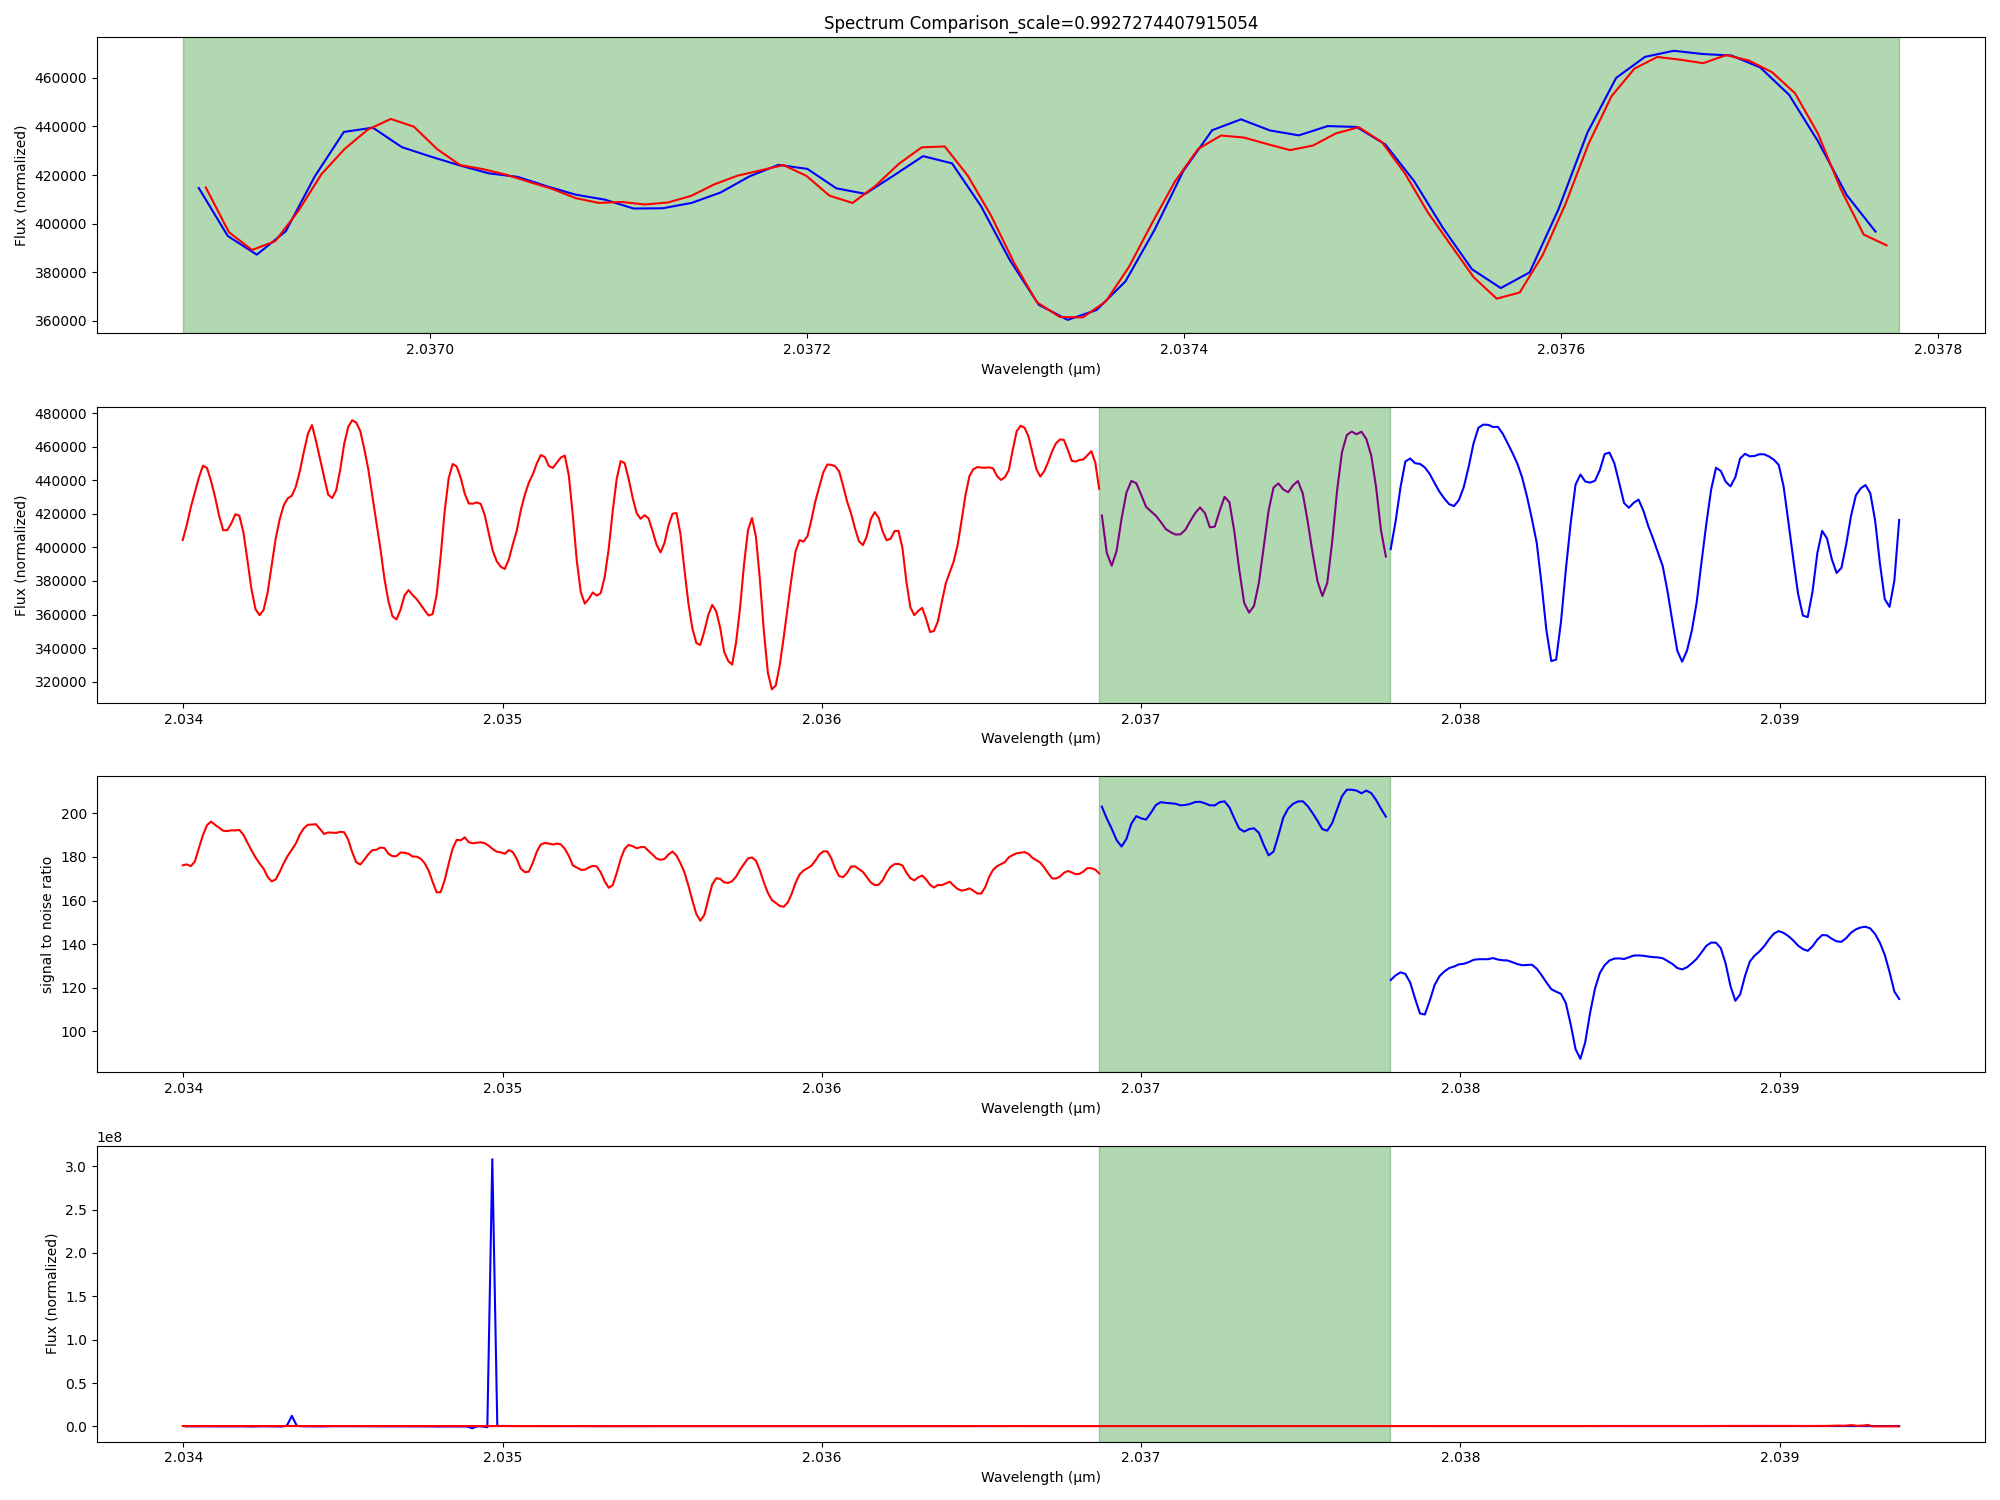 Spectrum Comparison_scale=0.9927274407915054
460000
440000
420000
400000
380000
360000
Flux (normalized)
2.0370 2.0372 2.0374 2.0376 2.0378
Wavelength (μm)
480000
460000
440000
420000
400000
380000
360000
340000
320000
Flux (normalized)
2.034 2.035 2.036 2.037 2.038 2.039
Wavelength (μm)
200
180
160
140
120
100
signal to noise ratio
2.034 2.035 2.036 2.037 2.038 2.039
Wavelength (μm)
1e8
3.0
2.5
2.0
1.5
1.0
0.5
0.0
Flux (normalized)
2.034 2.035 2.036 2.037 2.038 2.039
Wavelength (μm)